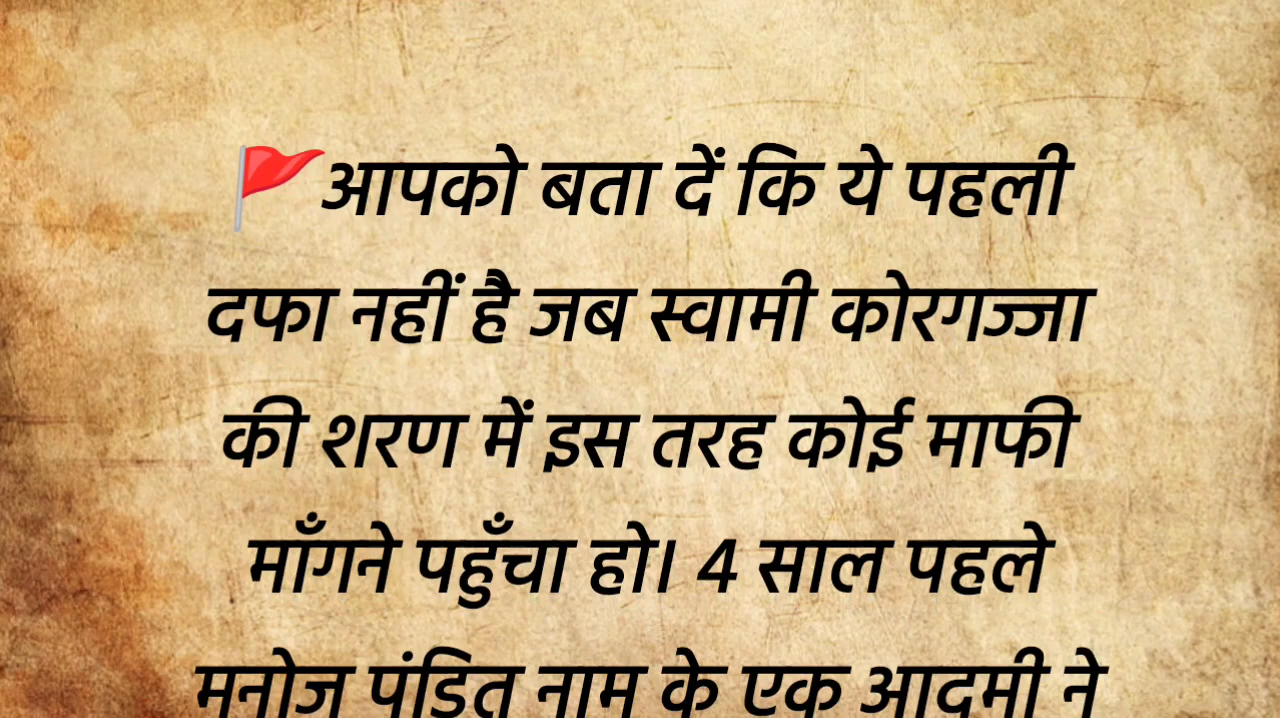 🚩आपको बता दें कि ये पहली
दफा नहीं है जब स्वामी कोरगज्जा
की शरण में इस तरह कोई माफी
माँगने पहुँचा हो। 4 साल पहले
मनोज पंडित नाम के एक आदमी ने